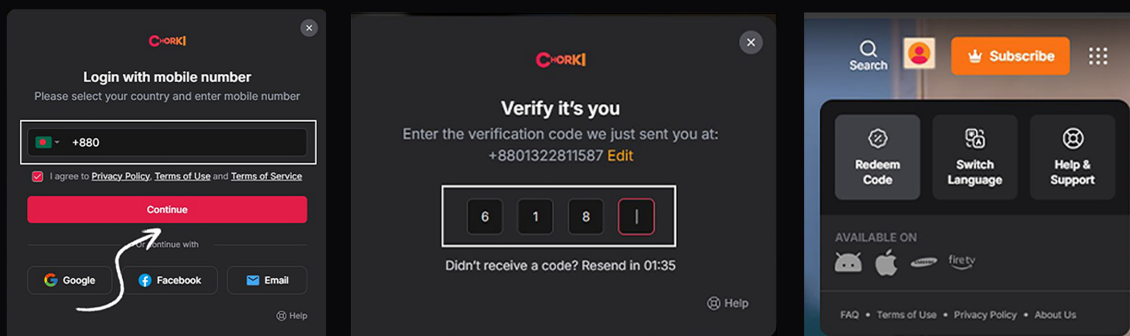 CHORKI
Login with mobile number
Please select your country and enter mobile number
+880
I agree to Privacy Policy, Terms of Use and Terms of Service
Continue
Or continue with
Google
Facebook
Email
Help
CHORKI
Verify it's you
Enter the verification code we just sent you at:
+8801322811587 Edit
6 1 8
Didn't receive a code? Resend in 01:35
Help
Search
Subscribe
Redeem
Code
Switch
Language
Help &
Support
AVAILABLE ON
SAMSUNG
firetv
FAQ • Terms of Use • Privacy Policy • About Us